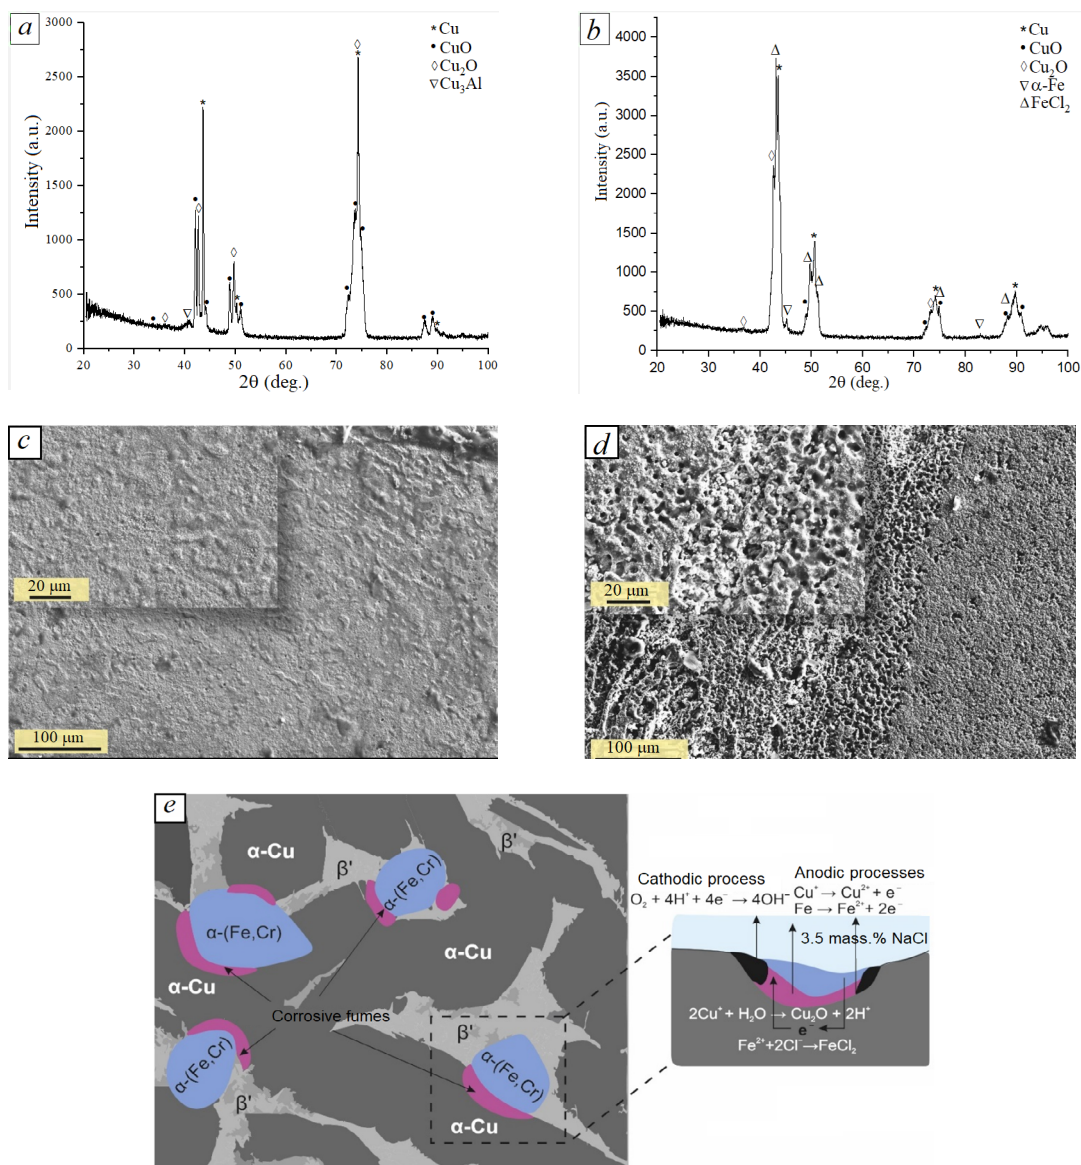 a
* Cu
• CuO
◊ Cu₂O
▽ Cu₃Al
Intensity (a.u.)
3000
2500
2000
1500
1000
500
0
20 30 40 50 60 70 80 90 100
2θ (deg.)
b
* Cu
• CuO
◊ Cu₂O
▽ α-Fe
Δ FeCl₂
Intensity (a.u.)
4000
3500
3000
2500
2000
1500
1000
500
0
20 30 40 50 60 70 80 90 100
2θ (deg.)
c
20 μm
100 μm
d
20 μm
100 μm
e
α-Cu
β'
β'
α-(Fe,Cr)
α-(Fe,Cr)
α-Cu
α-Cu
Corrosive fumes
β'
α-(Fe,Cr)
α-(Fe,Cr)
β'
α-Cu
Cathodic process
O₂ + 4H⁺ + 4e⁻ → 4OH⁻
Anodic processes
Cu⁺ → Cu²⁺ + e⁻
Fe → Fe²⁺ + 2e⁻
3.5 mass.% NaCl
2Cu⁺ + H₂O → Cu₂O + 2H⁺
e⁻
Fe²⁺+2Cl⁻→FeCl₂